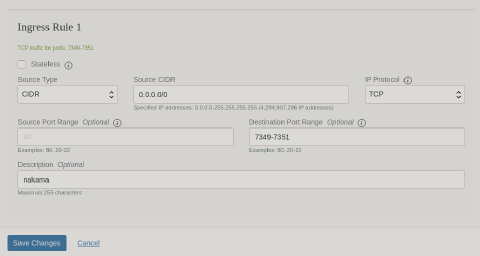 Ingress Rule 1
TCP traffic for ports: 7349-7351
Stateless
Source Type
Source CIDR
IP Protocol
CIDR
0.0.0.0/0
TCP
Specified IP addresses: 0.0.0.0-255.255.255.255 (4,294,967,296 IP addresses)
Source Port Range Optional
Destination Port Range Optional
All
7349-7351
Examples: 80, 20-22
Examples: 80, 20-22
Description Optional
nakama
Maximum 255 characters
Save Changes
Cancel